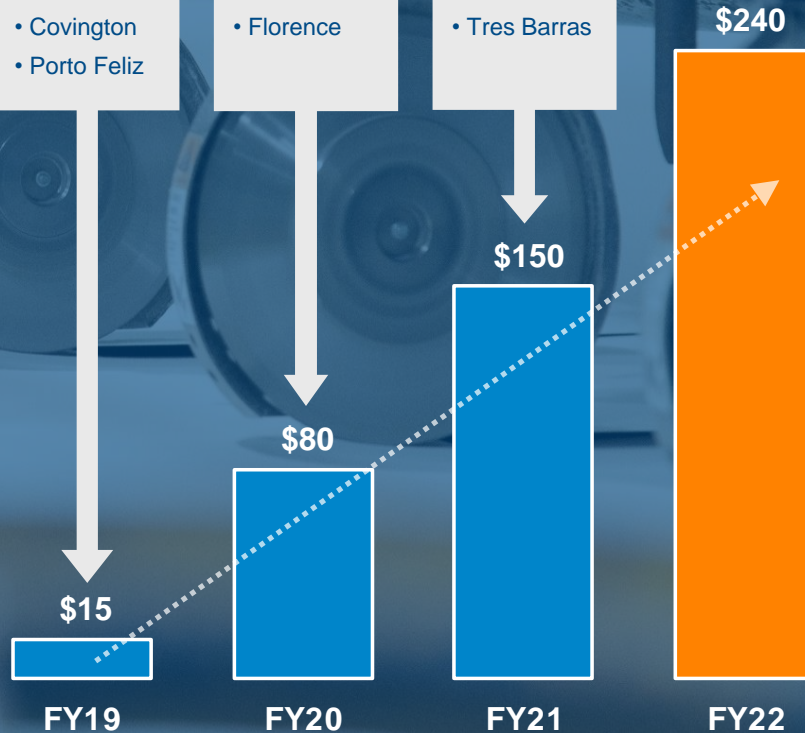 • Covington
• Porto Feliz
• Florence
• Tres Barras
$240
$150
$80
$15
FY19
FY20
FY21
FY22